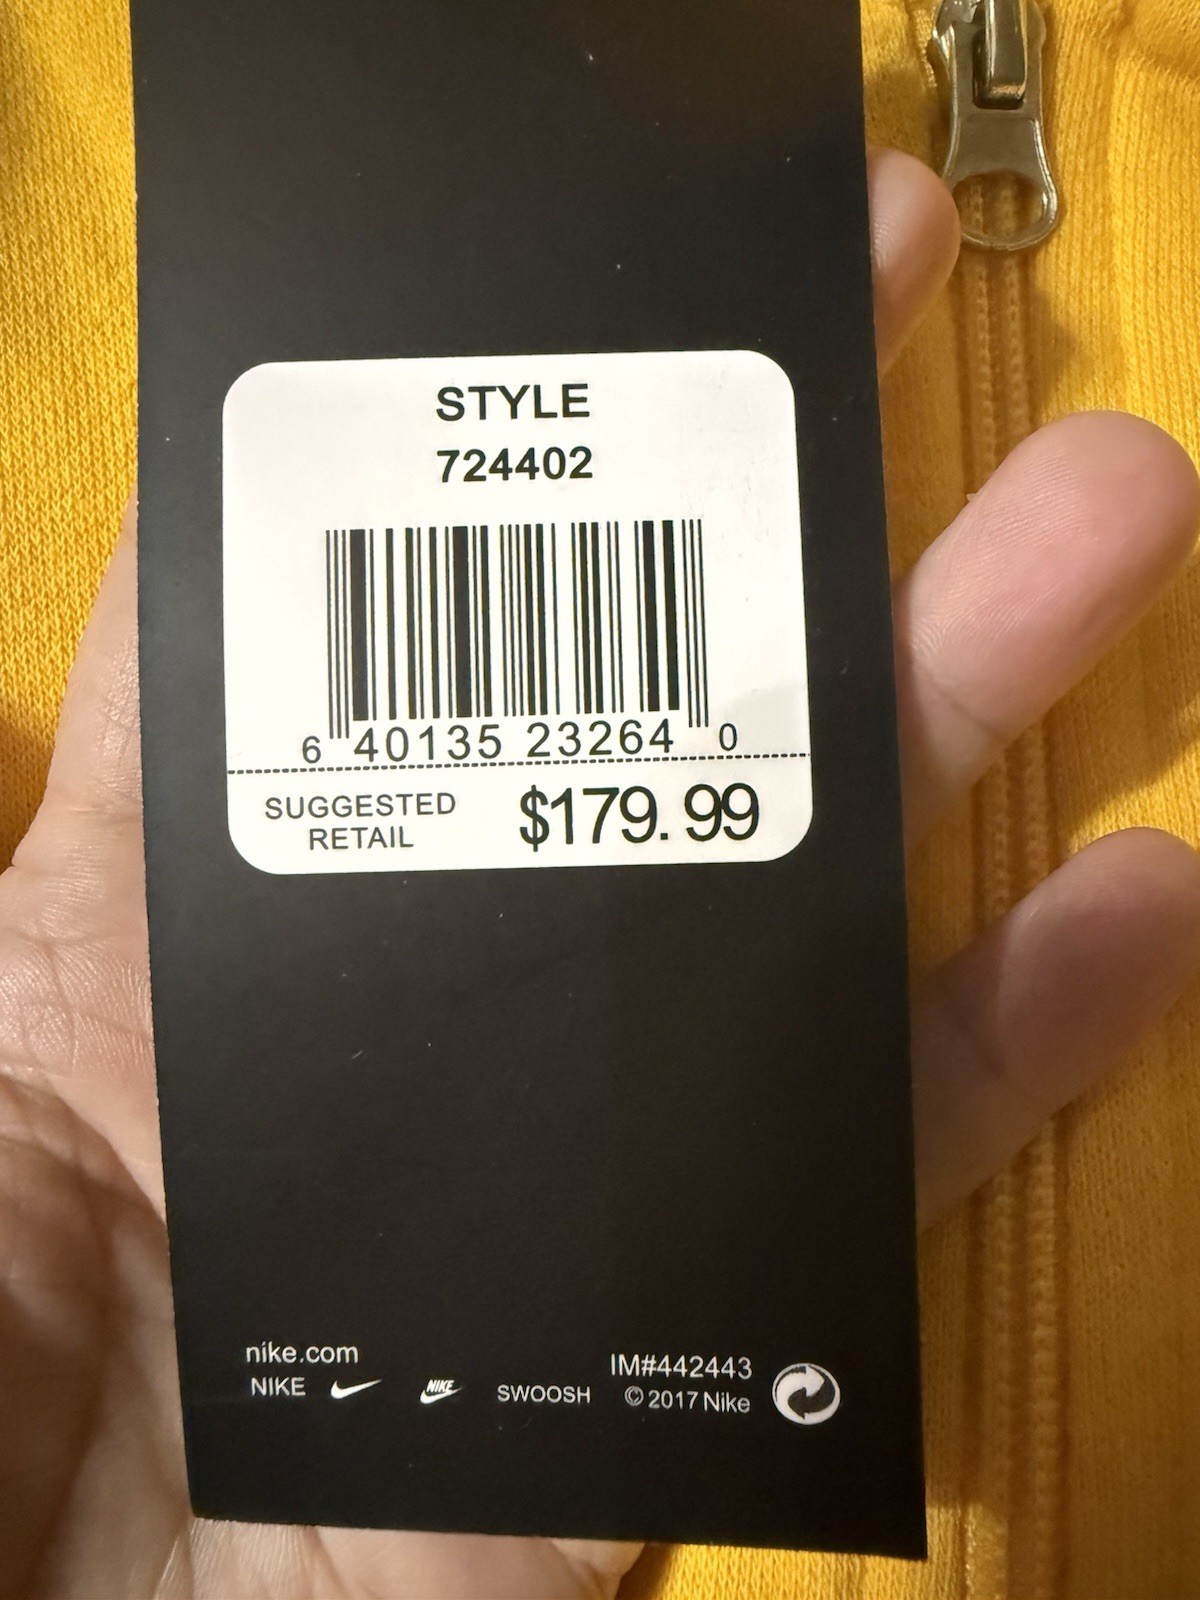 STYLE
724402
6 40135 23264 0
SUGGESTED
RETAIL
$179.99
nike.com
NIKE NIKE SWOOSH
IM#442443
© 2017 Nike